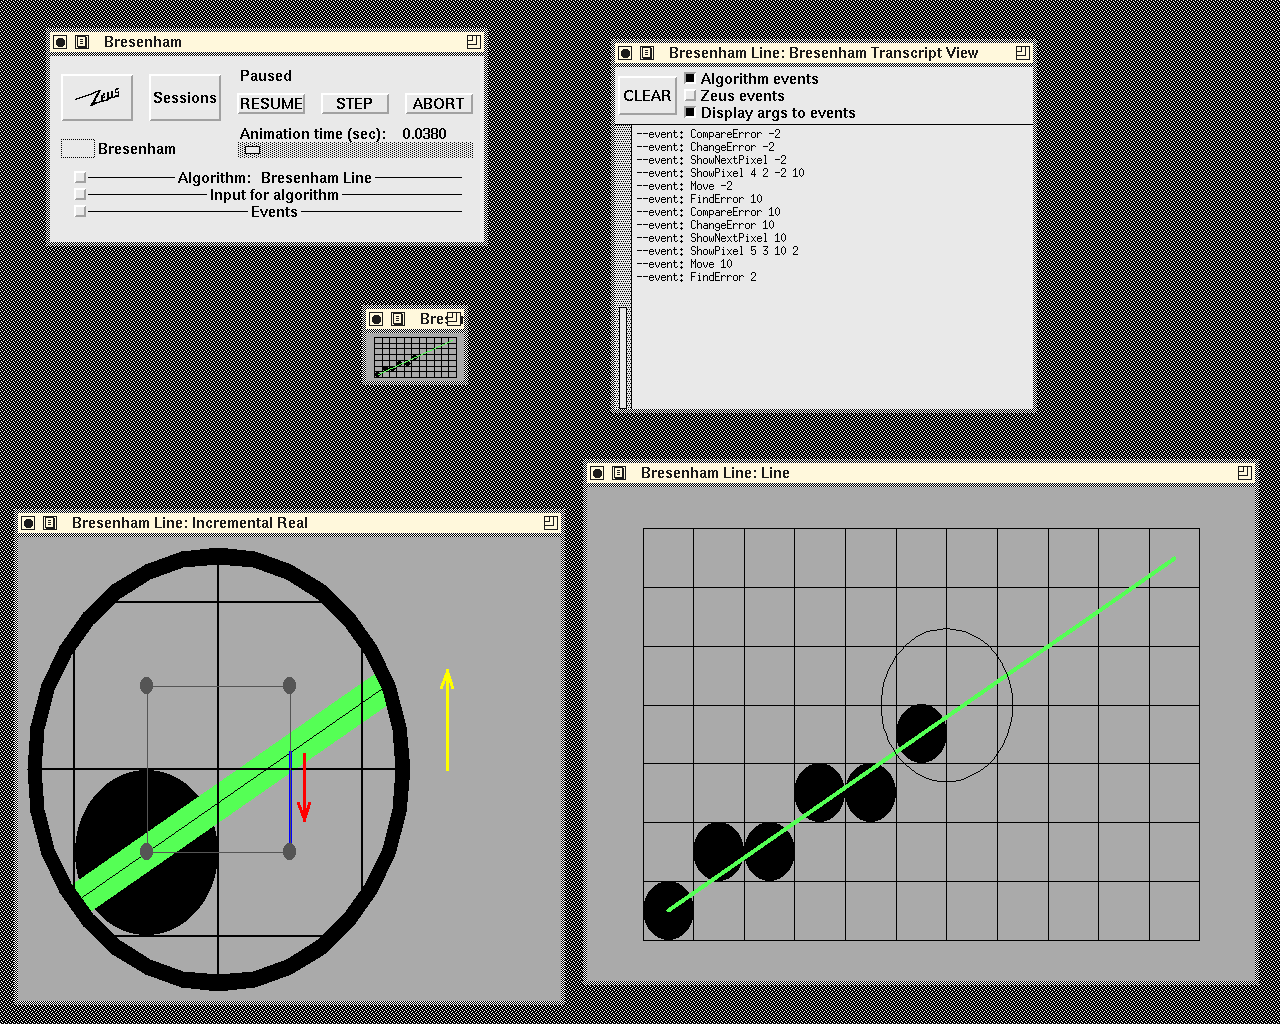 Bresenham
Paused
Zeus
Sessions
RESUME STEP ABORT
Animation time (sec): 0.0380
Bresenham
Algorithm: Bresenham Line
Input for algorithm
Events
Bresenham Line: Bresenham Transcript View
CLEAR
Algorithm events
Zeus events
Display args to events
--event: CompareError -2
--event: ChangeError -2
--event: ShowNextPixel -2
--event: ShowPixel 4 2 -2 10
--event: Move -2
--event: FindError 10
--event: CompareError 10
--event: ChangeError 10
--event: ShowNextPixel 10
--event: ShowPixel 5 3 10 2
--event: Move 10
--event: FindError 2
Bresenham Line: Line
Bresenham Line: Incremental Real